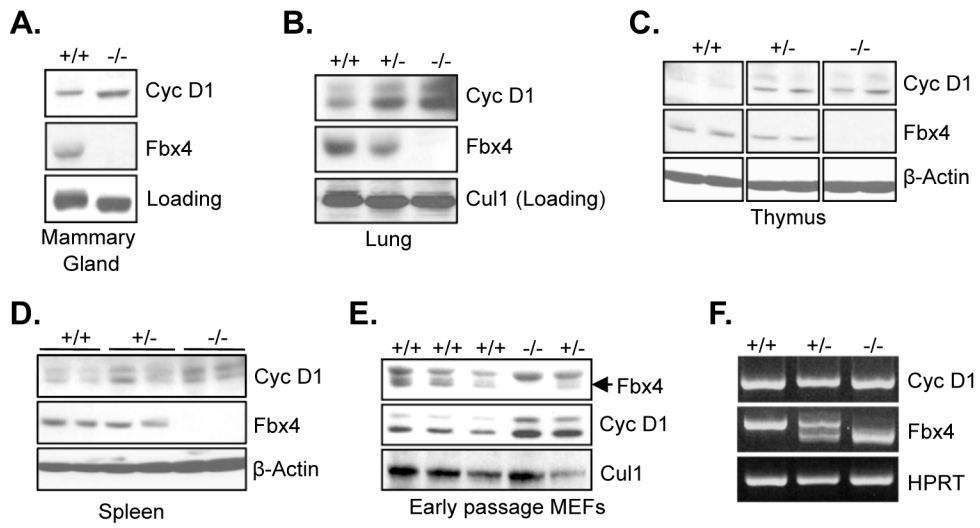 A.
+/+ -/-
Cyc D1
Fbx4
Loading
Mammary
Gland
B.
+/+ +/- -/-
Cyc D1
Fbx4
Cul1 (Loading)
Lung
C.
+/+ +/- -/-
Cyc D1
Fbx4
β-Actin
Thymus
D.
+/+ +/- -/-
Cyc D1
Fbx4
β-Actin
Spleen
E.
+/+ +/+ +/+ -/- +/-
Fbx4
Cyc D1
Cul1
Early passage MEFs
F.
+/+ +/- -/-
Cyc D1
Fbx4
HPRT